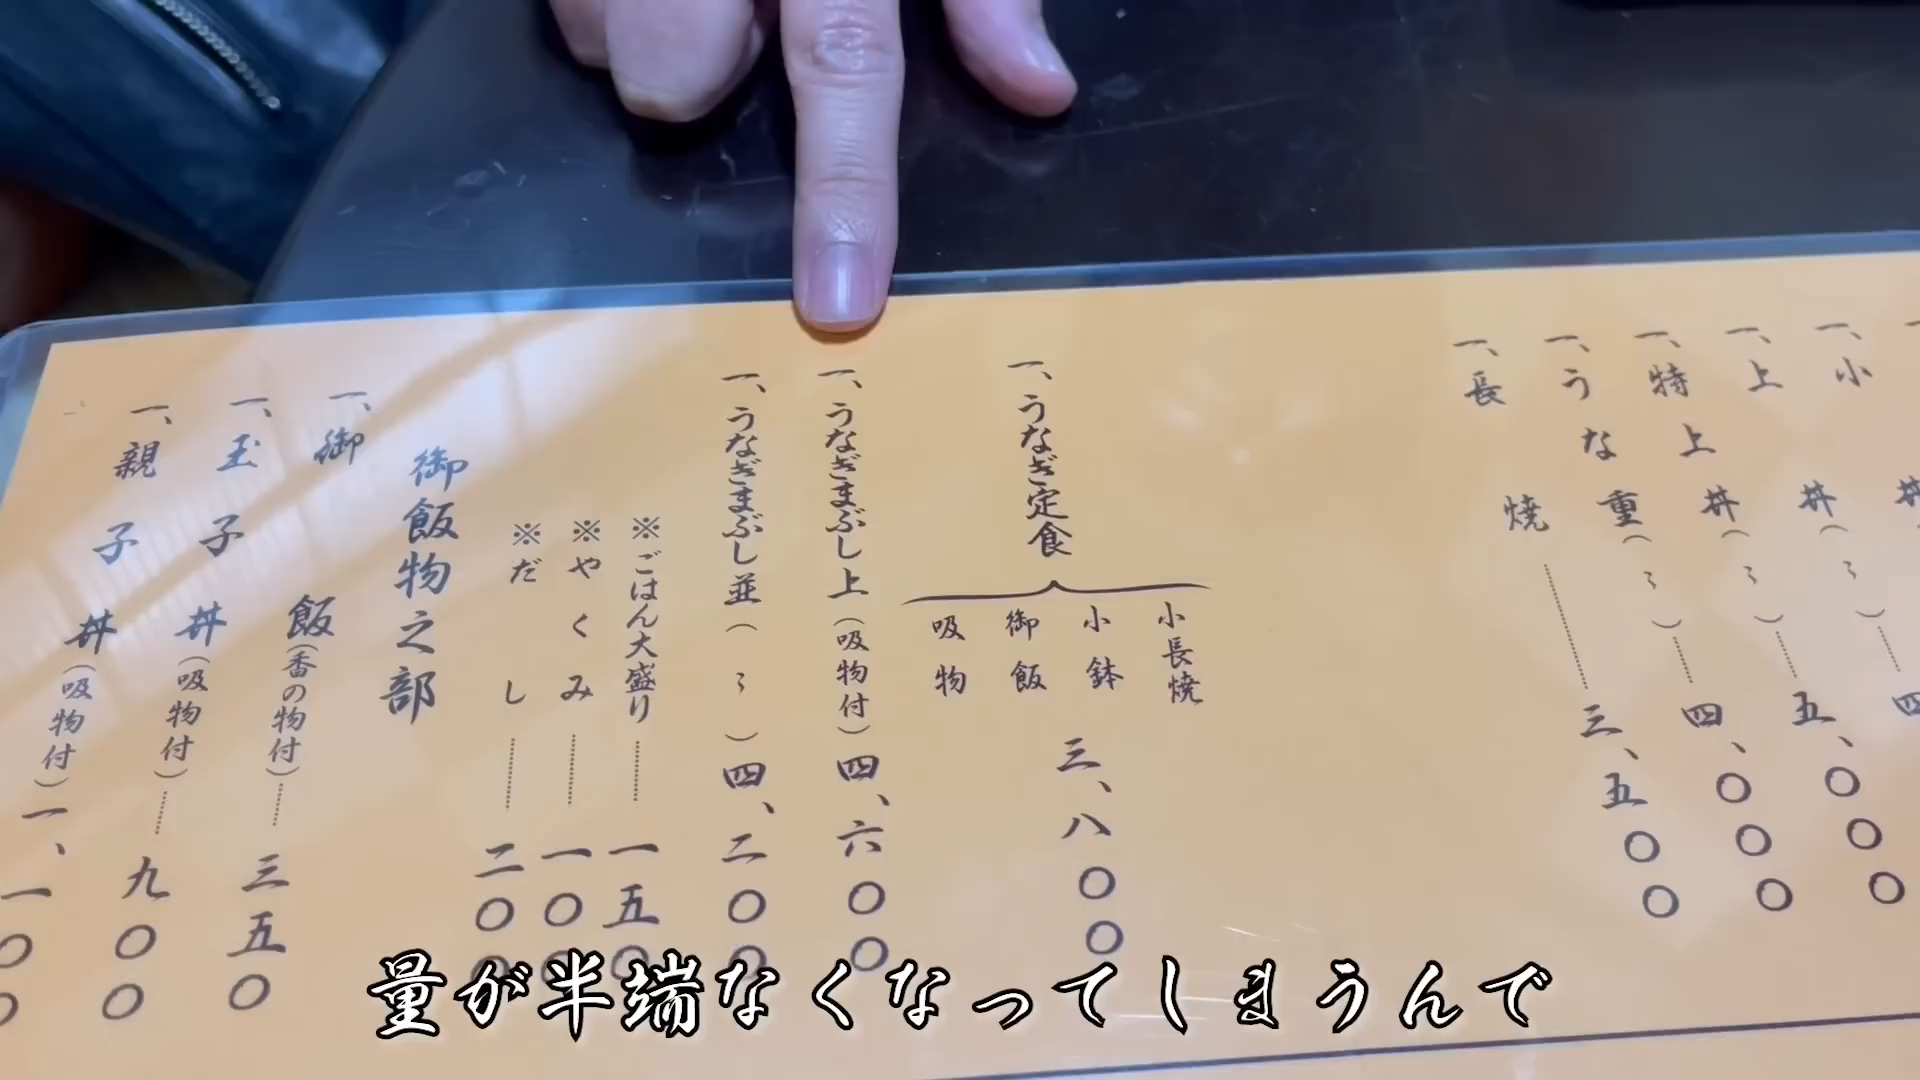 一、小
一、上丼（〃）
一、特上丼（〃）……五、〇〇〇
一、うな重（〃）……四、〇〇〇
一、長焼……三、五〇〇
一、うなぎ定食
小長焼
小鉢
御飯
吸物
三、八〇〇
一、うなぎまぶし上（吸物付）四、六〇〇
一、うなぎまぶし並（〃）四、二〇〇
※ごはん大盛り……一五〇
※やくみ……一〇〇
※だし……二〇〇
御飯物之部
一、御飯（香の物付）……三五〇
一、玉子丼（吸物付）……九〇〇
一、親子丼（吸物付）一、一〇〇
量が半端なくなってしまうんで